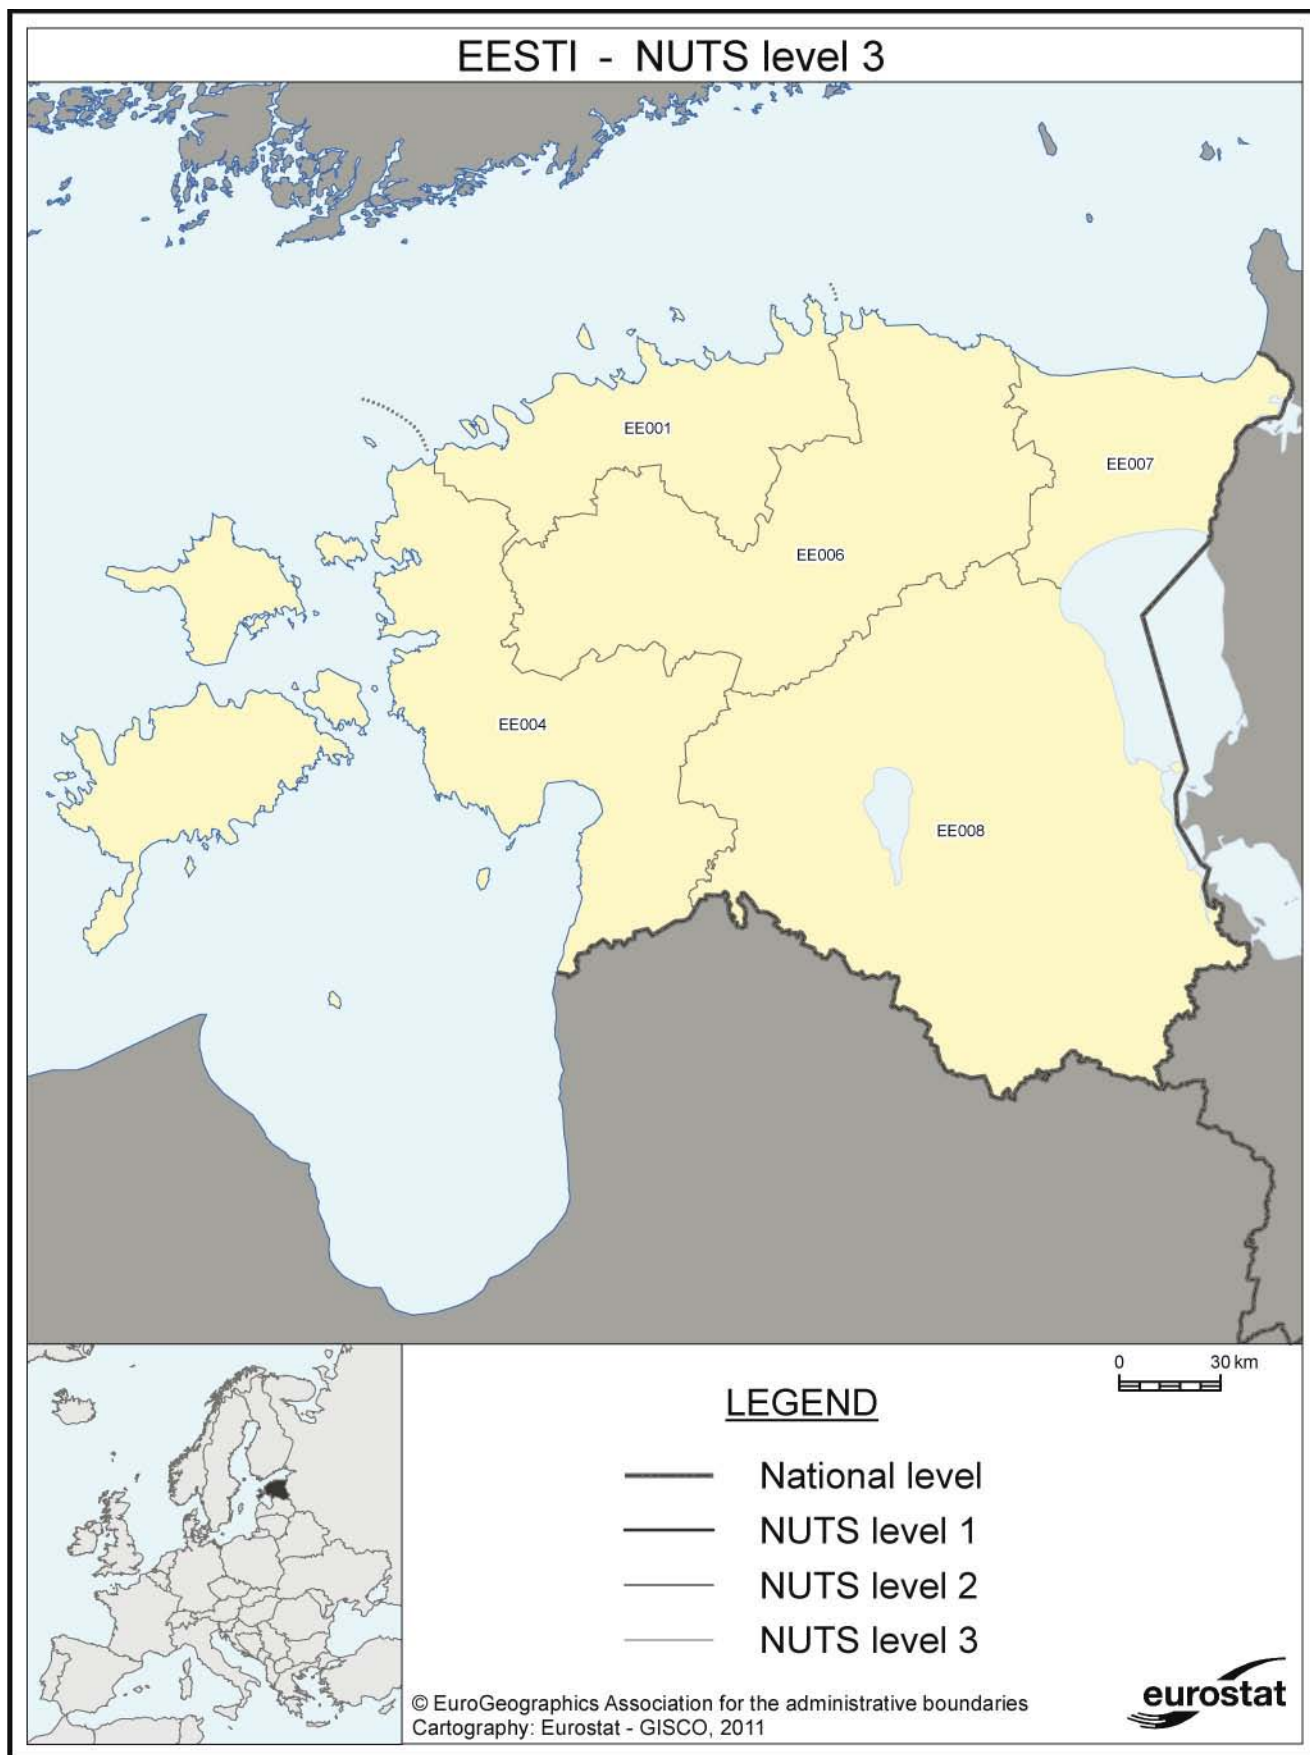 EESTI - NUTS level 3
EE001
EE007
EE006
EE004
EE008
0 30 km
LEGEND
National level
NUTS level 1
NUTS level 2
NUTS level 3
© EuroGeographics Association for the administrative boundaries
Cartography: Eurostat - GISCO, 2011
eurostat